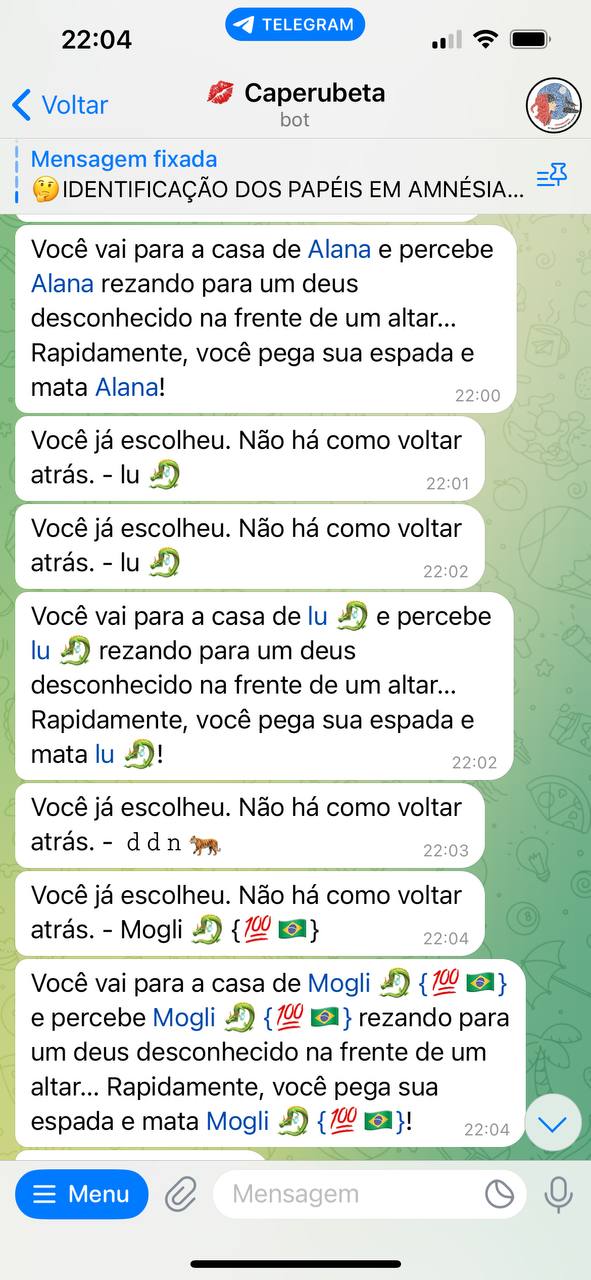 22:04
TELEGRAM
Voltar
💋 Caperubeta
bot
Mensagem fixada
🤔IDENTIFICAÇÃO DOS PAPÉIS EM AMNÉSIA...
Você vai para a casa de Alana e percebe
Alana rezando para um deus
desconhecido na frente de um altar...
Rapidamente, você pega sua espada e
mata Alana!
22:00
Você já escolheu. Não há como voltar
atrás. - lu 🐉
22:01
Você já escolheu. Não há como voltar
atrás. - lu 🐉
22:02
Você vai para a casa de lu 🐉 e percebe
lu 🐉 rezando para um deus
desconhecido na frente de um altar...
Rapidamente, você pega sua espada e
mata lu 🐉!
22:02
Você já escolheu. Não há como voltar
atrás. - d d n 🐅
22:03
Você já escolheu. Não há como voltar
atrás. - Mogli 🐉 {💯 🇧🇷}
22:04
Você vai para a casa de Mogli 🐉 {💯 🇧🇷}
e percebe Mogli 🐉 {💯 🇧🇷} rezando para
um deus desconhecido na frente de um
altar... Rapidamente, você pega sua
espada e mata Mogli 🐉 {💯 🇧🇷}!
22:04
Menu
Mensagem